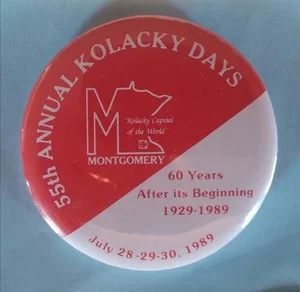 55th ANNUAL KOLACKY DAYS
M
Kolacky Capital
of the World
MONTGOMERY
60 Years
After its Beginning
1929-1989
July 28-29-30, 1989